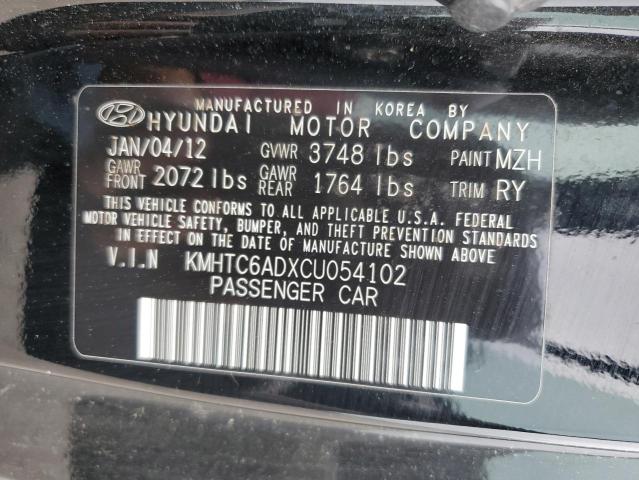 MANUFACTURED IN KOREA BY
HYUNDAI MOTOR COMPANY
JAN/04/12 GVWR 3748 lbs PAINT MZH
GAWR FRONT 2072 lbs GAWR REAR 1764 lbs TRIM RY
THIS VEHICLE CONFORMS TO ALL APPLICABLE U.S.A. FEDERAL
MOTOR VEHICLE SAFETY, BUMPER, AND THEFT PREVENTION STANDARDS
IN EFFECT ON THE DATE OF MANUFACTURE SHOWN ABOVE.
V.I.N KMHTC6ADXCU054102
PASSENGER CAR